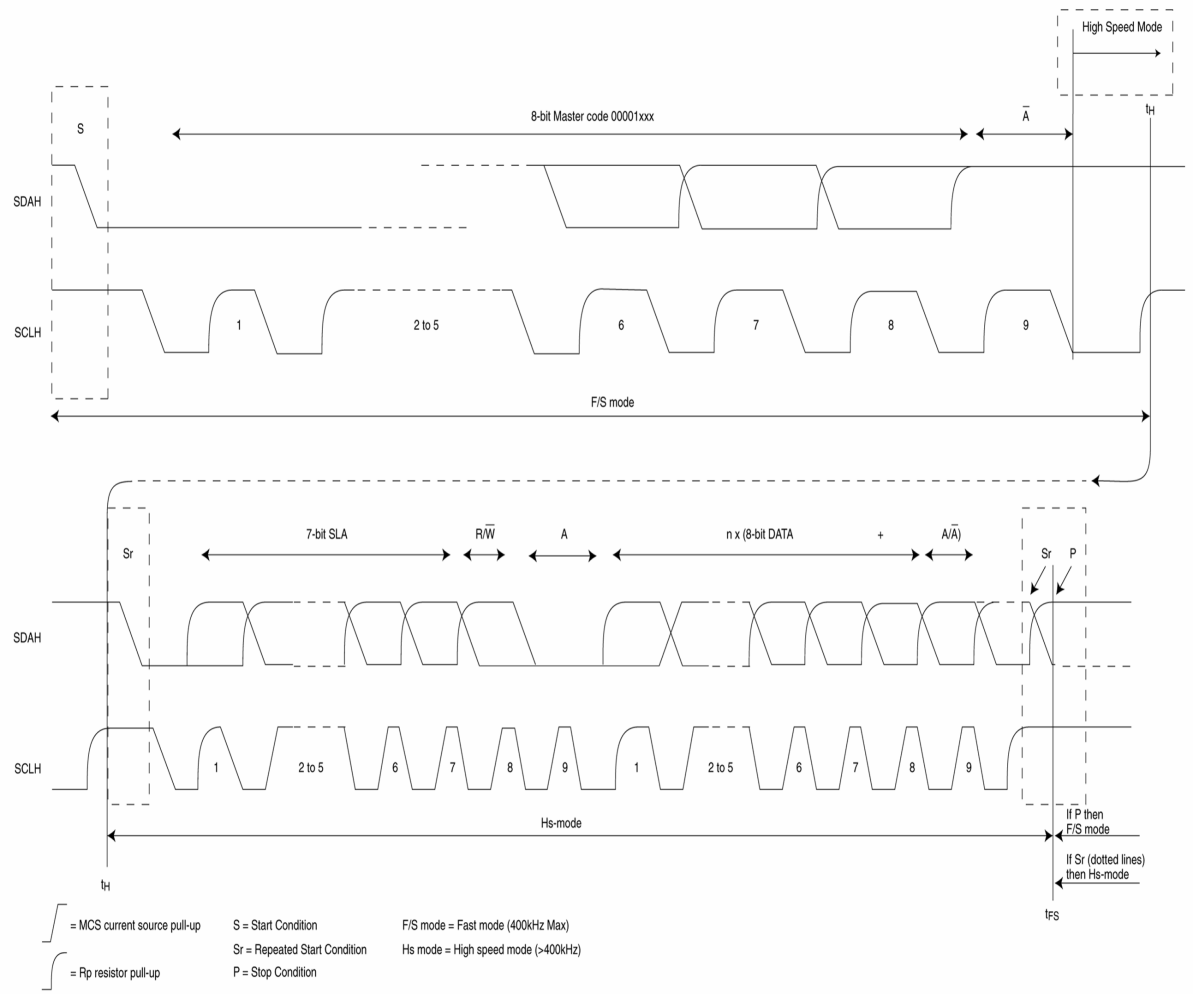 High Speed Mode
S
8-bit Master code 00001xxx
A̅
tH
SDAH
SCLH
1
2 to 5
6
7
8
9
F/S mode
Sr
7-bit SLA
R/W̅
A
n x (8-bit DATA
+
A/A̅)
Sr
P
SDAH
SCLH
1
2 to 5
6
7
8
9
1
2 to 5
6
7
8
9
Hs-mode
If P then
F/S mode
If Sr (dotted lines)
then Hs-mode
tH
tFS
= MCS current source pull-up
S = Start Condition
F/S mode = Fast mode (400kHz Max)
Sr = Repeated Start Condition
Hs mode = High speed mode (>400kHz)
= Rp resistor pull-up
P = Stop Condition